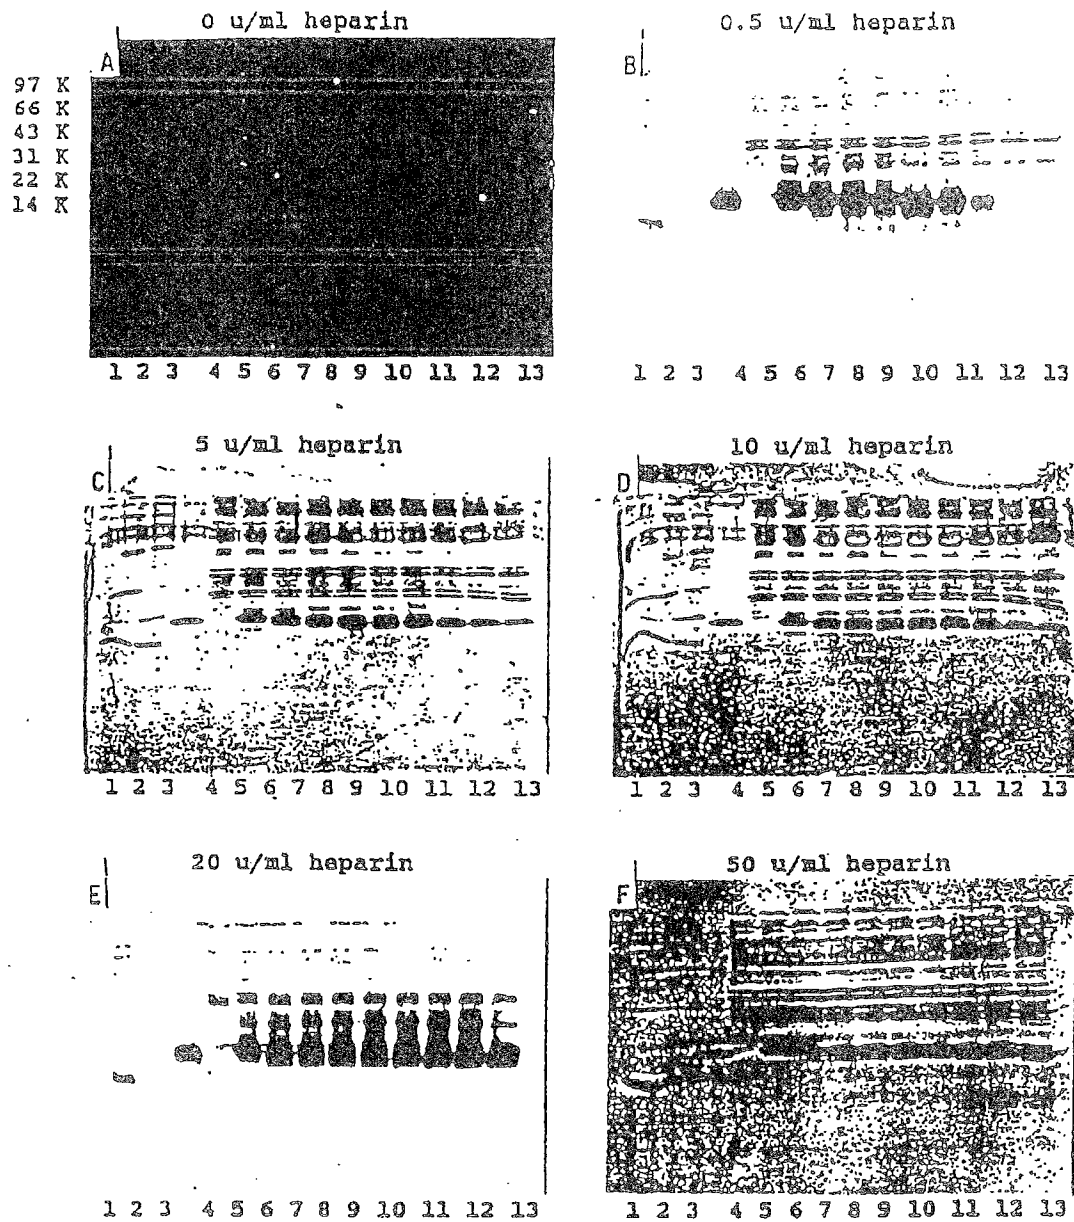 0 u/ml heparin
0.5 u/ml heparin
A
B
97 K
66 K
43 K
31 K
22 K
14 K
1 2 3 4 5 6 7 8 9 10 11 12 13
1 2 3 4 5 6 7 8 9 10 11 12 13
5 u/ml heparin
10 u/ml heparin
C
D
1 2 3 4 5 6 7 8 9 10 11 12 13
1 2 3 4 5 6 7 8 9 10 11 12 13
20 u/ml heparin
50 u/ml heparin
E
F
1 2 3 4 5 6 7 8 9 10 11 12 13
1 2 3 4 5 6 7 8 9 10 11 12 13